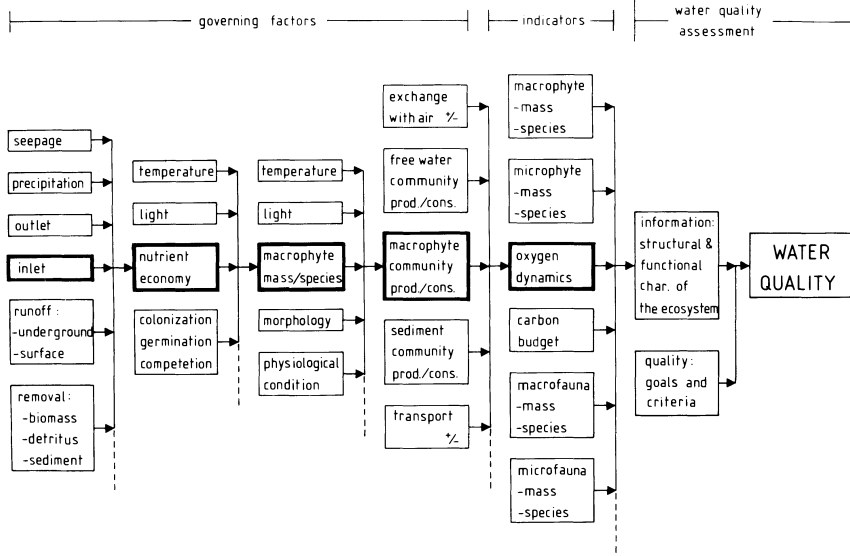 governing factors
indicators
water quality
assessment
seepage
precipitation
outlet
inlet
runoff:
-underground
-surface
removal:
-biomass
-detritus
-sediment
temperature
light
nutrient
economy
colonization
germination
competetion
temperature
light
macrophyte
mass/species
morphology
physiological
condition
exchange
with air +/-
free water
community
prod./cons.
macrophyte
community
prod./cons.
sediment
community
prod./cons.
transport
+/-
macrophyte
-mass
-species
microphyte
-mass
-species
oxygen
dynamics
carbon
budget
macrofauna
-mass
-species
microfauna
-mass
-species
information:
structural &
functional
char. of
the ecosystem
quality:
goals and
criteria
WATER
QUALITY